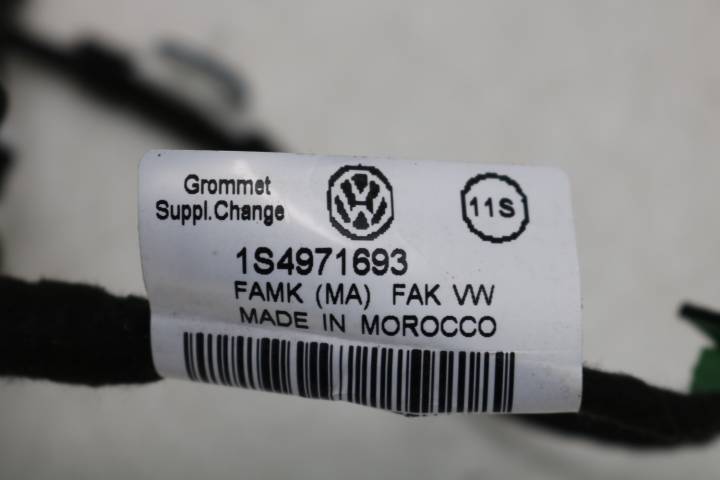 Grommet
Suppl.Change
11S
1S4971693
FAMK (MA) FAK VW
MADE IN MOROCCO